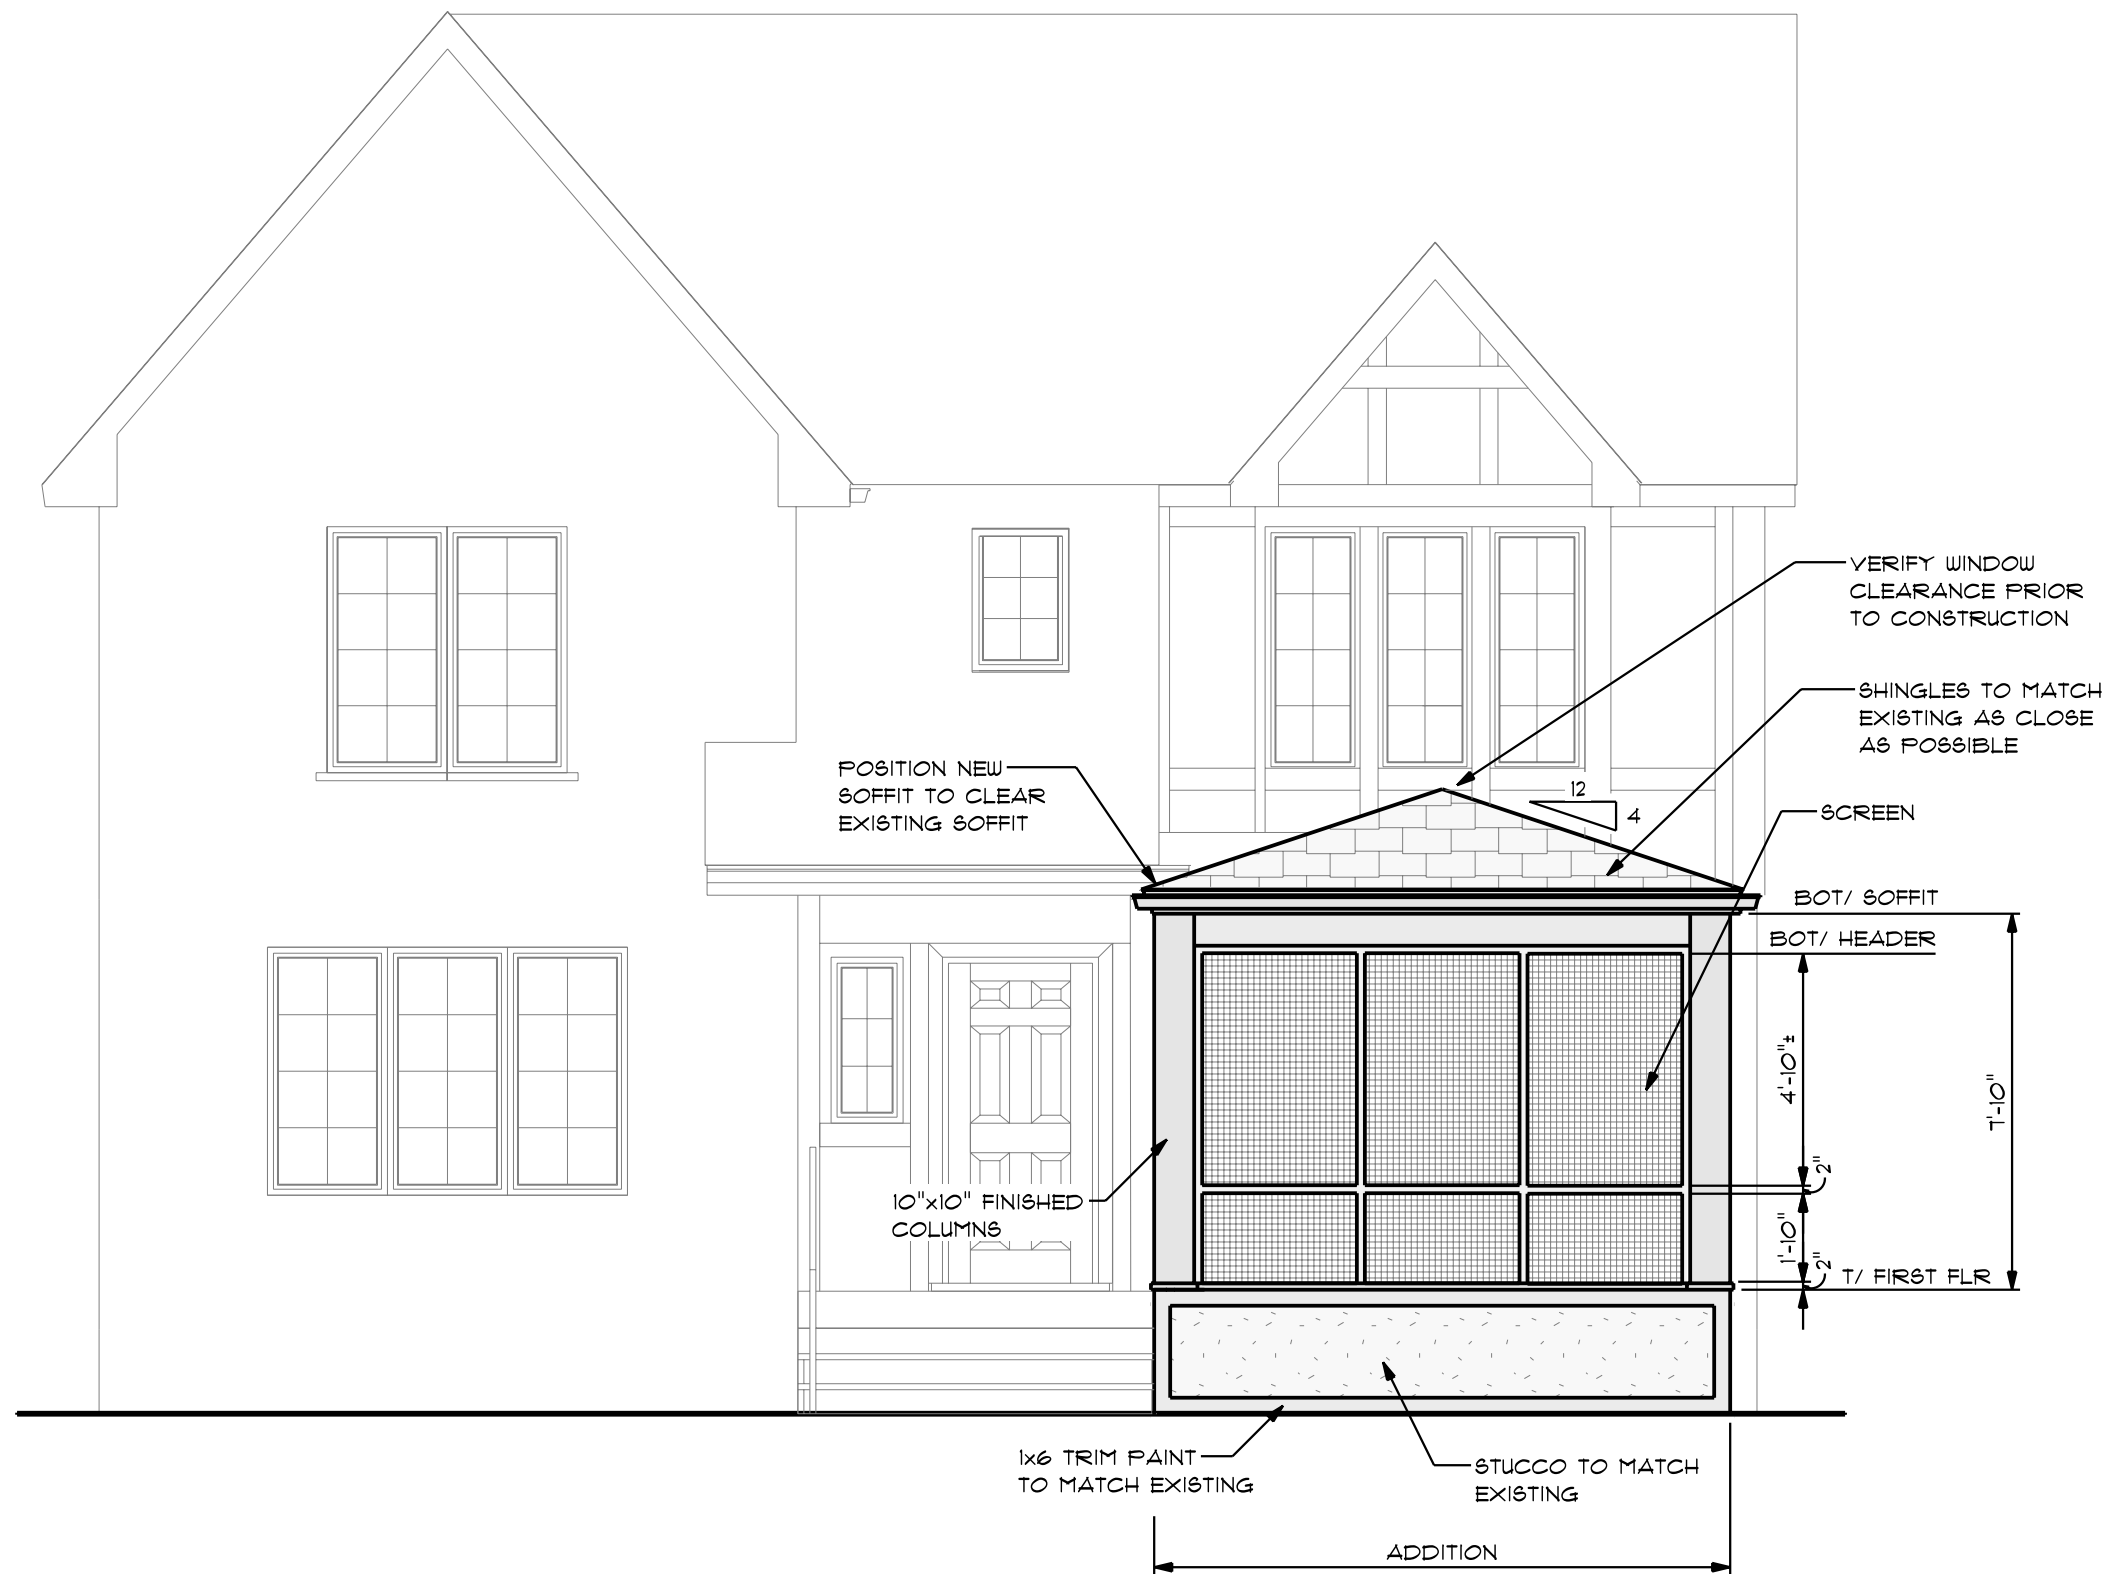 VERIFY WINDOW
CLEARANCE PRIOR
TO CONSTRUCTION
SHINGLES TO MATCH
EXISTING AS CLOSE
AS POSSIBLE
POSITION NEW
SOFFIT TO CLEAR
EXISTING SOFFIT
12
4
SCREEN
BOT/ SOFFIT
BOT/ HEADER
4'-10"±
7'-10"
2"
1'-10"
2"
T/ FIRST FLR
10"x10" FINISHED
COLUMNS
1x6 TRIM PAINT
TO MATCH EXISTING
STUCCO TO MATCH
EXISTING
ADDITION